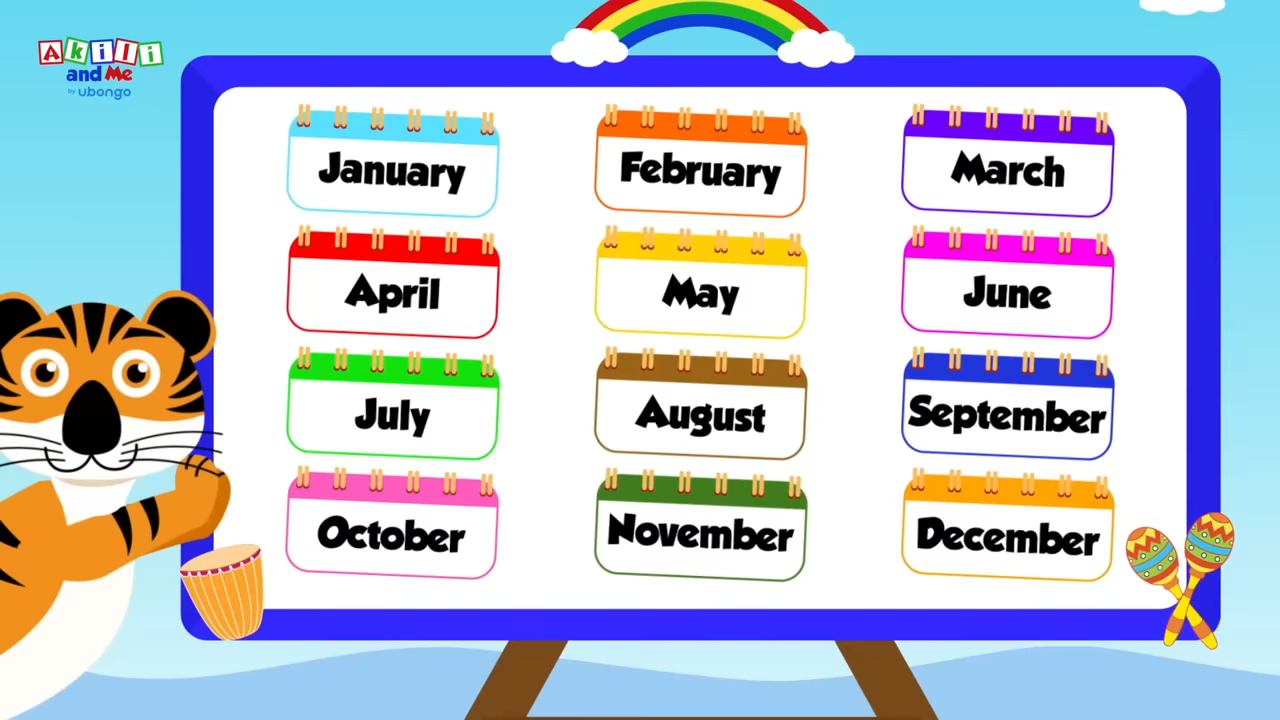 Akili
and Me
by ubongo
January
February
March
April
May
June
July
August
September
October
November
December